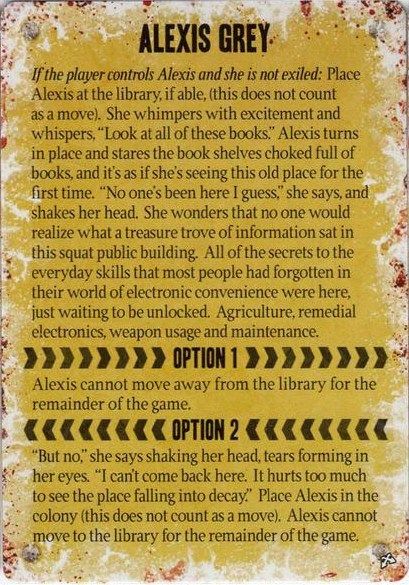 ALEXIS GREY
If the player controls Alexis and she is not exiled: Place
Alexis at the library, if able, (this does not count
as a move). She whimpers with excitement and
whispers, "Look at all of these books." Alexis turns
in place and stares the book shelves choked full of
books, and it's as if she's seeing this old place for the
first time. "No one's been here I guess," she says, and
shakes her head. She wonders that no one would
realize what a treasure trove of information sat in
this squat public building. All of the secrets to the
everyday skills that most people had forgotten in
their world of electronic convenience were here,
just waiting to be unlocked. Agriculture, remedial
electronics, weapon usage and maintenance.
OPTION 1
Alexis cannot move away from the library for the
remainder of the game.
OPTION 2
"But no," she says shaking her head, tears forming in
her eyes. "I can't come back here. It hurts too much
to see the place falling into decay." Place Alexis in the
colony (this does not count as a move). Alexis cannot
move to the library for the remainder of the game.